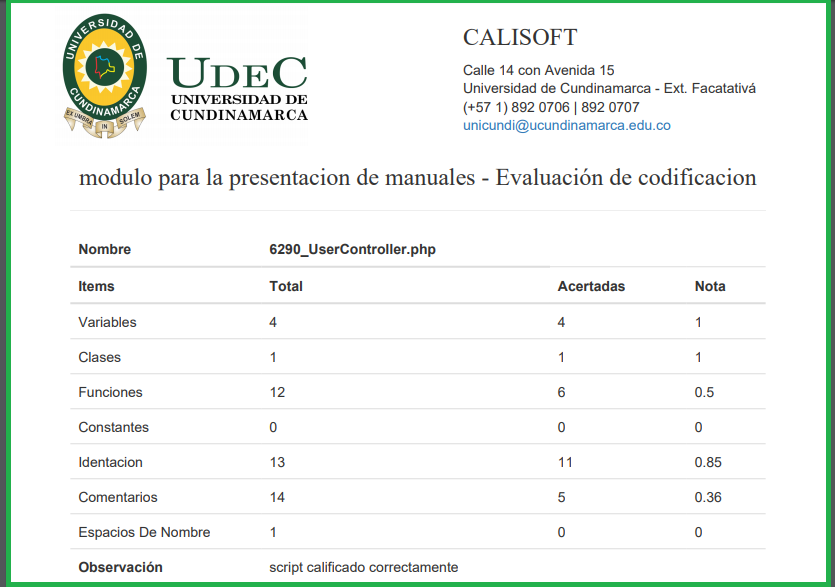 UNIVERSIDAD DE
CUNDINAMARCA
EX UMBRA IN SOLEM
UDEC
UNIVERSIDAD DE
CUNDINAMARCA
CALISOFT
Calle 14 con Avenida 15
Universidad de Cundinamarca - Ext. Facatativá
(+57 1) 892 0706 | 892 0707
unicundi@ucundinamarca.edu.co
modulo para la presentacion de manuales - Evaluación de codificacion
Nombre 6290_UserController.php
Items Total Acertadas Nota
Variables 4 4 1
Clases 1 1 1
Funciones 12 6 0.5
Constantes 0 0 0
Identacion 13 11 0.85
Comentarios 14 5 0.36
Espacios De Nombre 1 0 0
Observación script calificado correctamente